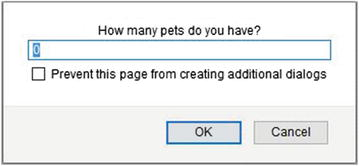 How many pets do you have?
0
Prevent this page from creating additional dialogs
OK Cancel